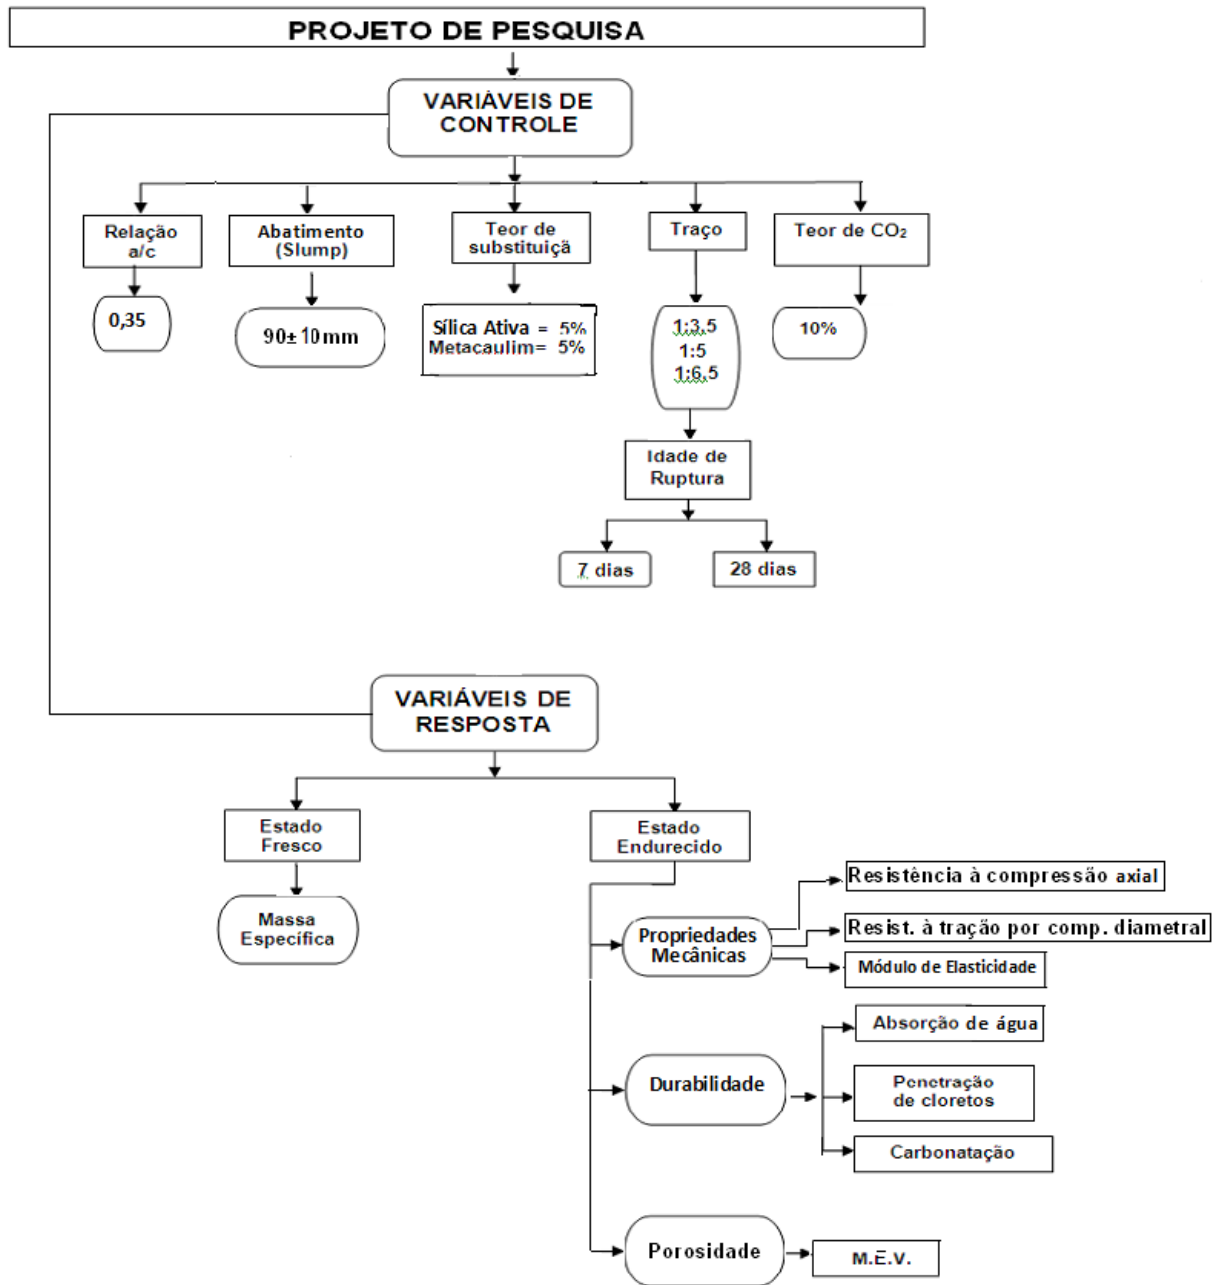 PROJETO DE PESQUISA
VARIÁVEIS DE
CONTROLE
Relação
a/c
Abatimento
(Slump)
Teor de
substituiçã
Traço
Teor de CO₂
0,35
90± 10mm
Sílica Ativa = 5%
Metacaulim= 5%
1:3,5
1:5
1:6,5
10%
Idade de
Ruptura
7 dias
28 dias
VARIÁVEIS DE
RESPOSTA
Estado
Fresco
Estado
Endurecido
Massa
Específica
Propriedades
Mecânicas
Resistência à compressão axial
Resist. à tração por comp. diametral
Módulo de Elasticidade
Durabilidade
Absorção de água
Penetração
de cloretos
Carbonatação
Porosidade
M.E.V.